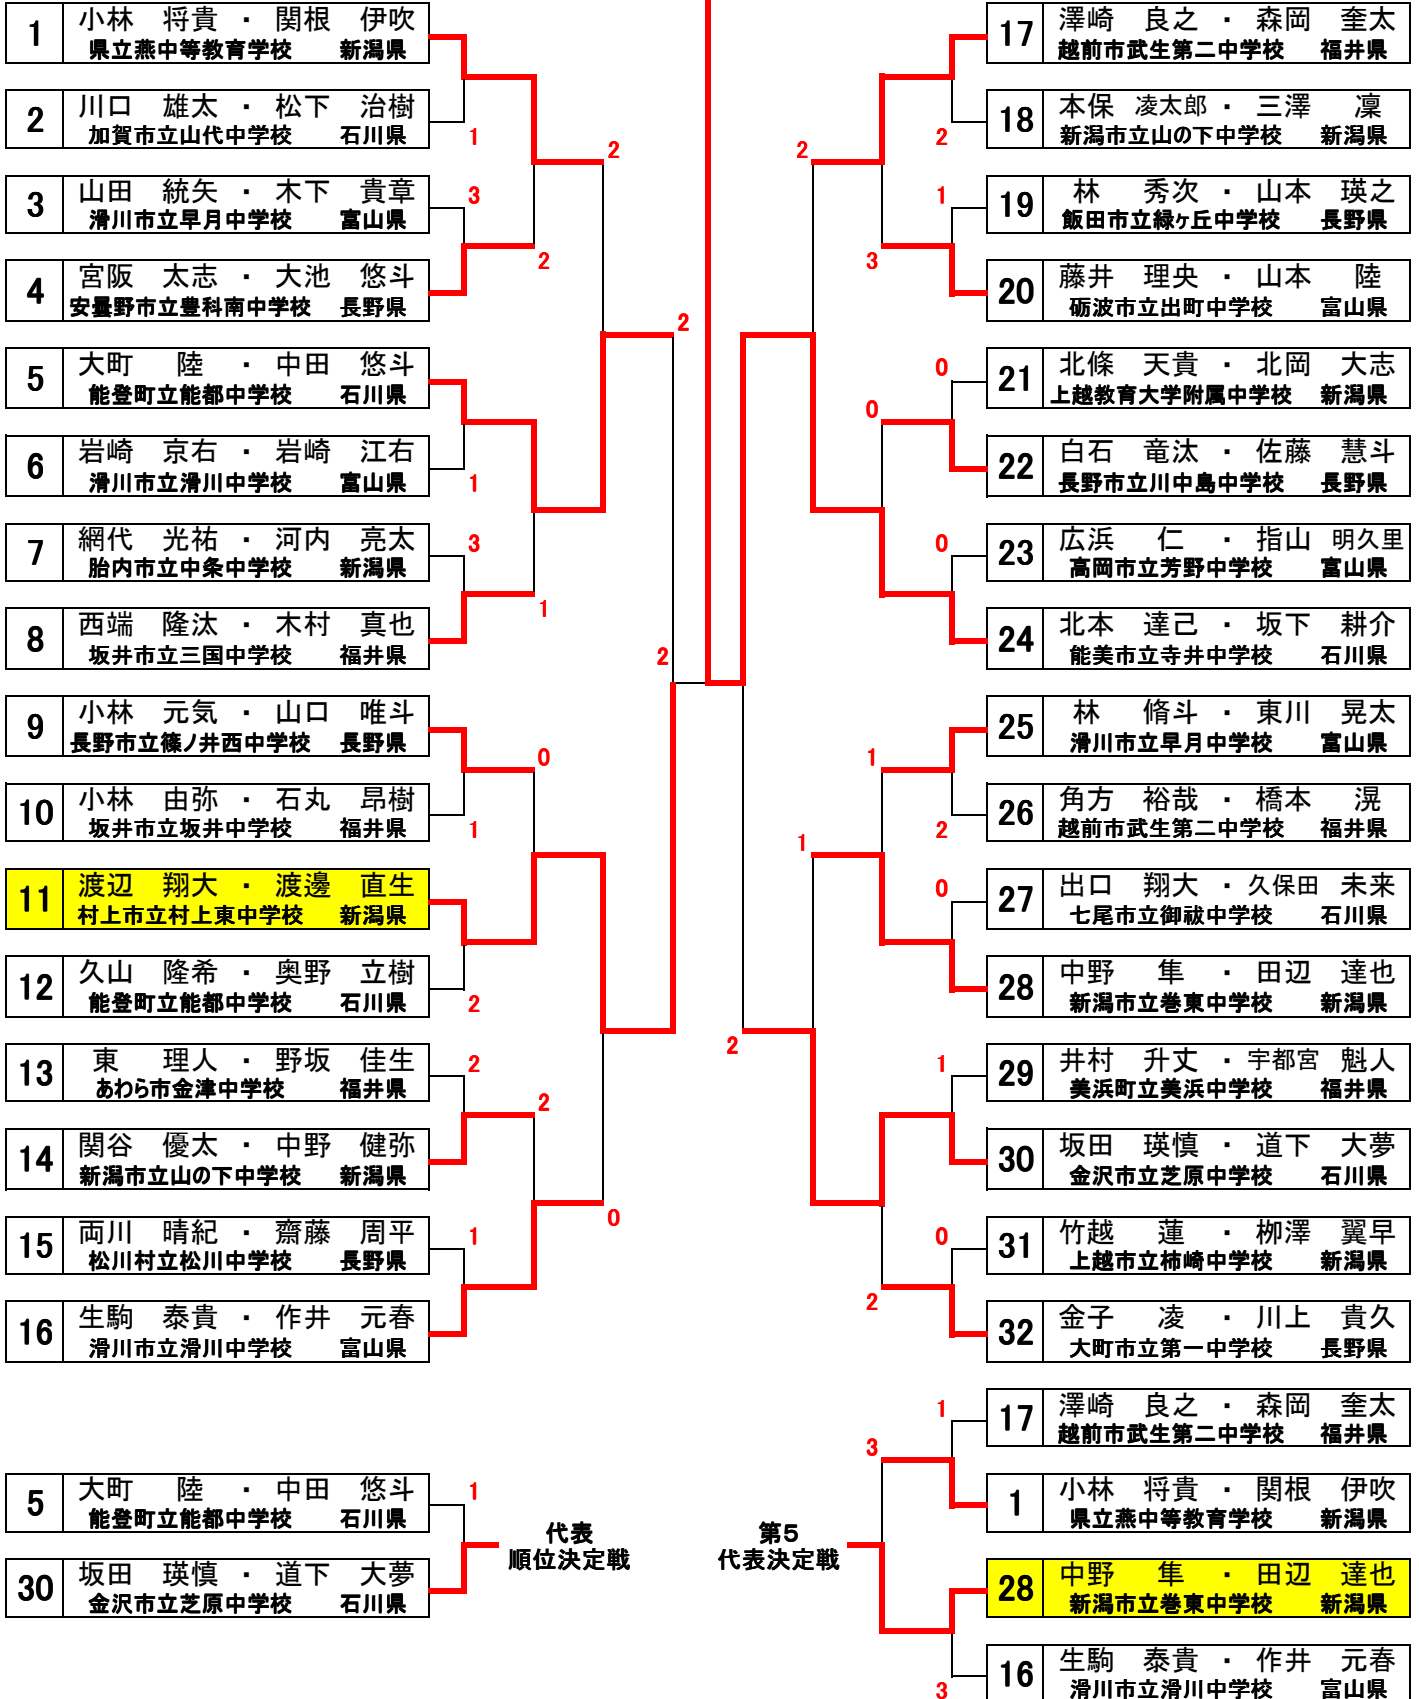 1 小林 将貴 ・ 関根 伊吹
県立燕中等教育学校 新潟県
2 川口 雄太 ・ 松下 治樹
加賀市立山代中学校 石川県
1
3 山田 統矢 ・ 木下 貴章
滑川市立早月中学校 富山県
3
4 宮阪 太志 ・ 大池 悠斗
安曇野市立豊科南中学校 長野県
2
2
5 大町 陸 ・ 中田 悠斗
能登町立能都中学校 石川県
6 岩崎 京右 ・ 岩崎 江右
滑川市立滑川中学校 富山県
1
7 網代 光祐 ・ 河内 亮太
胎内市立中条中学校 新潟県
3
8 西端 隆汰 ・ 木村 真也
坂井市立三国中学校 福井県
1
2
2
9 小林 元気 ・ 山口 唯斗
長野市立篠ノ井西中学校 長野県
0
10 小林 由弥 ・ 石丸 昂樹
坂井市立坂井中学校 福井県
1
11 渡辺 翔大 ・ 渡邊 直生
村上市立村上東中学校 新潟県
12 久山 隆希 ・ 奥野 立樹
能登町立能都中学校 石川県
2
13 東 理人 ・ 野坂 佳生
あわら市金津中学校 福井県
2
2
14 関谷 優太 ・ 中野 健弥
新潟市立山の下中学校 新潟県
15 両川 晴紀 ・ 齋藤 周平
松川村立松川中学校 長野県
1
0
16 生駒 泰貴 ・ 作井 元春
滑川市立滑川中学校 富山県
17 澤崎 良之 ・ 森岡 奎太
越前市武生第二中学校 福井県
18 本保 凌太郎 ・ 三澤 凜
新潟市立山の下中学校 新潟県
2
2
19 林 秀次 ・ 山本 瑛之
飯田市立緑ヶ丘中学校 長野県
1
3
20 藤井 理央 ・ 山本 陸
砺波市立出町中学校 富山県
21 北條 天貴 ・ 北岡 大志
上越教育大学附属中学校 新潟県
0
0
22 白石 竜汰 ・ 佐藤 慧斗
長野市立川中島中学校 長野県
23 広浜 仁 ・ 指山 明久里
高岡市立芳野中学校 富山県
0
24 北本 達己 ・ 坂下 耕介
能美市立寺井中学校 石川県
25 林 脩斗 ・ 東川 晃太
滑川市立早月中学校 富山県
1
26 角方 裕哉 ・ 橋本 滉
越前市武生第二中学校 福井県
2
1
27 出口 翔大 ・ 久保田 未来
七尾市立御祓中学校 石川県
0
28 中野 隼 ・ 田辺 達也
新潟市立巻東中学校 新潟県
2
29 井村 升丈 ・ 宇都宮 魁人
美浜町立美浜中学校 福井県
1
30 坂田 瑛慎 ・ 道下 大夢
金沢市立芝原中学校 石川県
31 竹越 蓮 ・ 栁澤 翼早
上越市立柿崎中学校 新潟県
0
2
32 金子 凌 ・ 川上 貴久
大町市立第一中学校 長野県
5 大町 陸 ・ 中田 悠斗
能登町立能都中学校 石川県
1
代表
順位決定戦
30 坂田 瑛慎 ・ 道下 大夢
金沢市立芝原中学校 石川県
17 澤崎 良之 ・ 森岡 奎太
越前市武生第二中学校 福井県
1
3
1 小林 将貴 ・ 関根 伊吹
県立燕中等教育学校 新潟県
第5
代表決定戦
28 中野 隼 ・ 田辺 達也
新潟市立巻東中学校 新潟県
16 生駒 泰貴 ・ 作井 元春
滑川市立滑川中学校 富山県
3